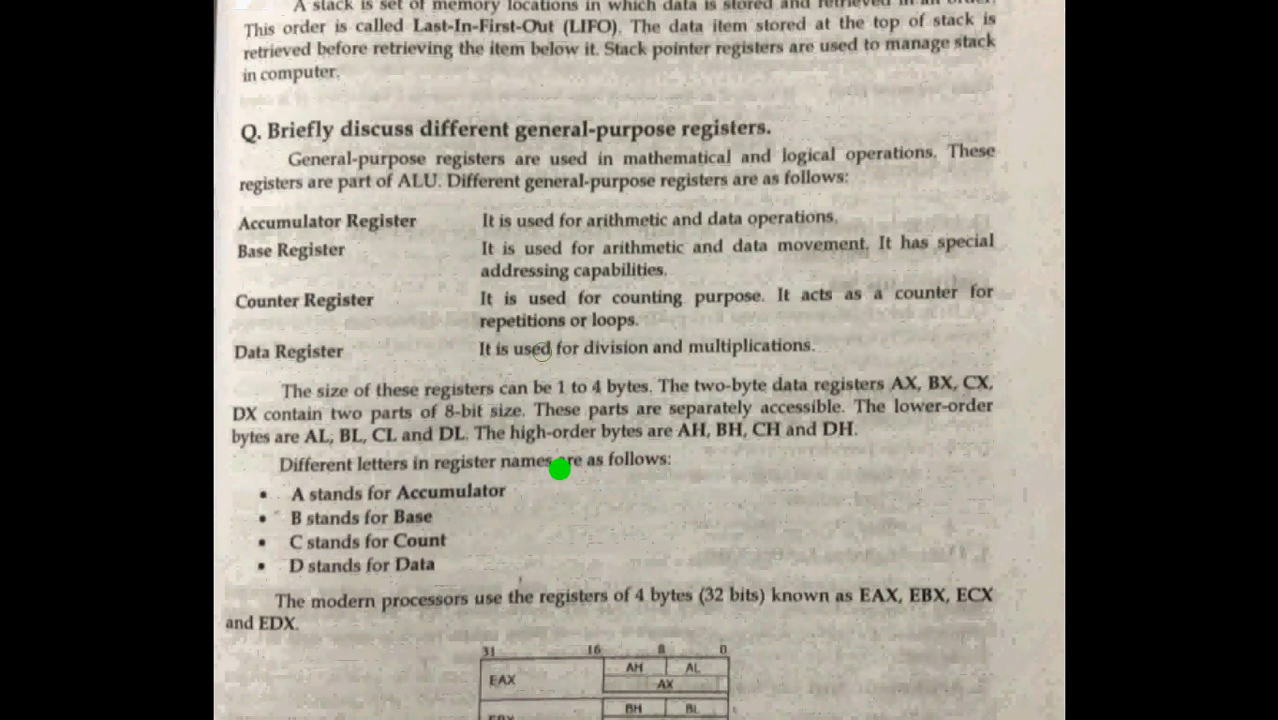 A stack is set of memory locations in which data is stored and retrieved in an order.
This order is called Last-In-First-Out (LIFO). The data item stored at the top of stack is
retrieved before retrieving the item below it. Stack pointer registers are used to manage stack
in computer.
Q. Briefly discuss different general-purpose registers.
General-purpose registers are used in mathematical and logical operations. These
registers are part of ALU. Different general-purpose registers are as follows:
Accumulator Register It is used for arithmetic and data operations.
Base Register It is used for arithmetic and data movement. It has special
addressing capabilities.
Counter Register It is used for counting purpose. It acts as a counter for
repetitions or loops.
Data Register It is used for division and multiplications.
The size of these registers can be 1 to 4 bytes. The two-byte data registers AX, BX, CX,
DX contain two parts of 8-bit size. These parts are separately accessible. The lower-order
bytes are AL, BL, CL and DL. The high-order bytes are AH, BH, CH and DH.
Different letters in register names are as follows:
• A stands for Accumulator
• B stands for Base
• C stands for Count
• D stands for Data
The modern processors use the registers of 4 bytes (32 bits) known as EAX, EBX, ECX
and EDX.
31 16 8 0
AH AL
EAX
AX
BH BL
EBX